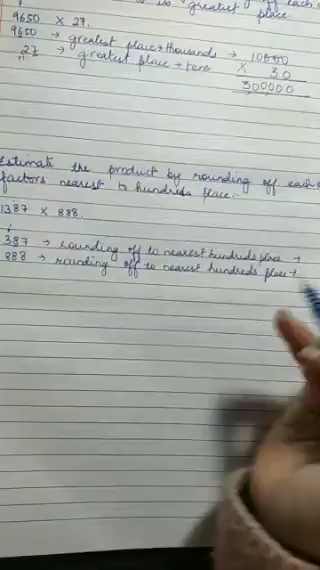 greatest
place
9650 × 27.
9650 → greatest place → thousands → 10000
27 → greatest place → tens × 30
300000
Estimate the product by rounding off each
factors nearest to hundreds place.
1387 × 888
387 → rounding off to nearest hundreds place →
888 → rounding off to nearest hundreds place →